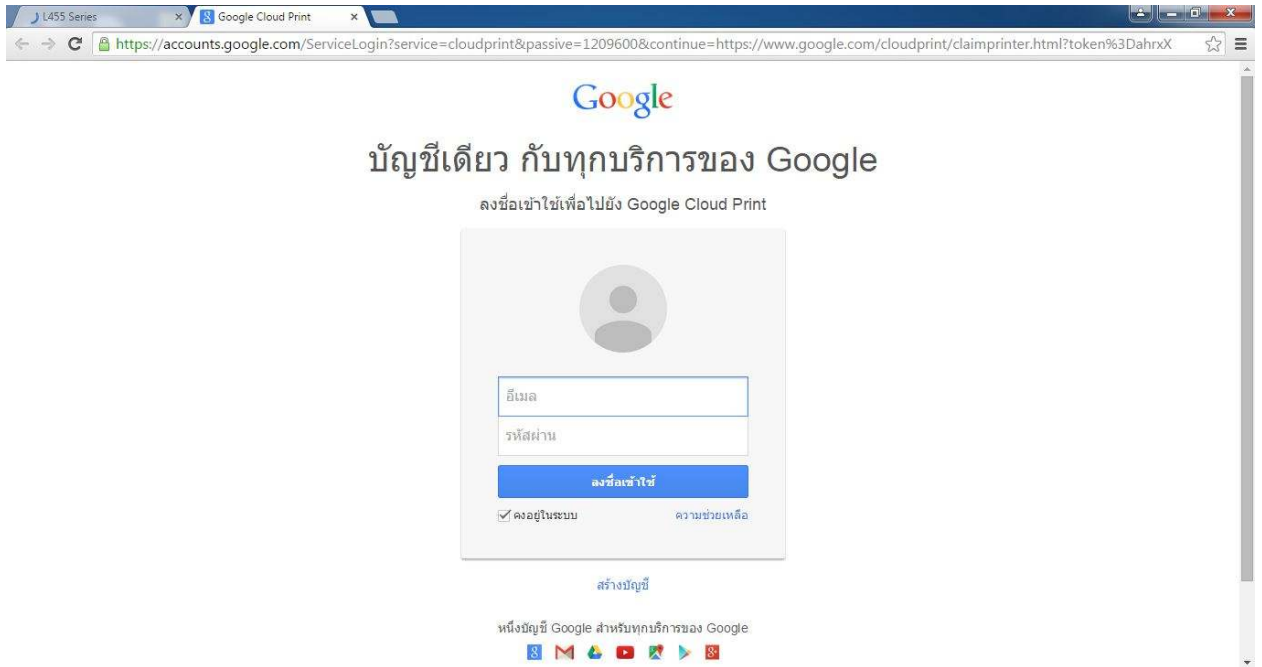 L455 Series
Google Cloud Print
https://accounts.google.com/ServiceLogin?service=cloudprint&passive=1209600&continue=https://www.google.com/cloudprint/claimprinter.html?token%3DahrxX
Google
บัญชีเดียว กับทุกบริการของ Google
ลงชื่อเข้าใช้เพื่อไปยัง Google Cloud Print
อีเมล
รหัสผ่าน
ลงชื่อเข้าใช้
คงอยู่ในระบบ ความช่วยเหลือ
สร้างบัญชี
หนึ่งบัญชี Google สำหรับทุกบริการของ Google